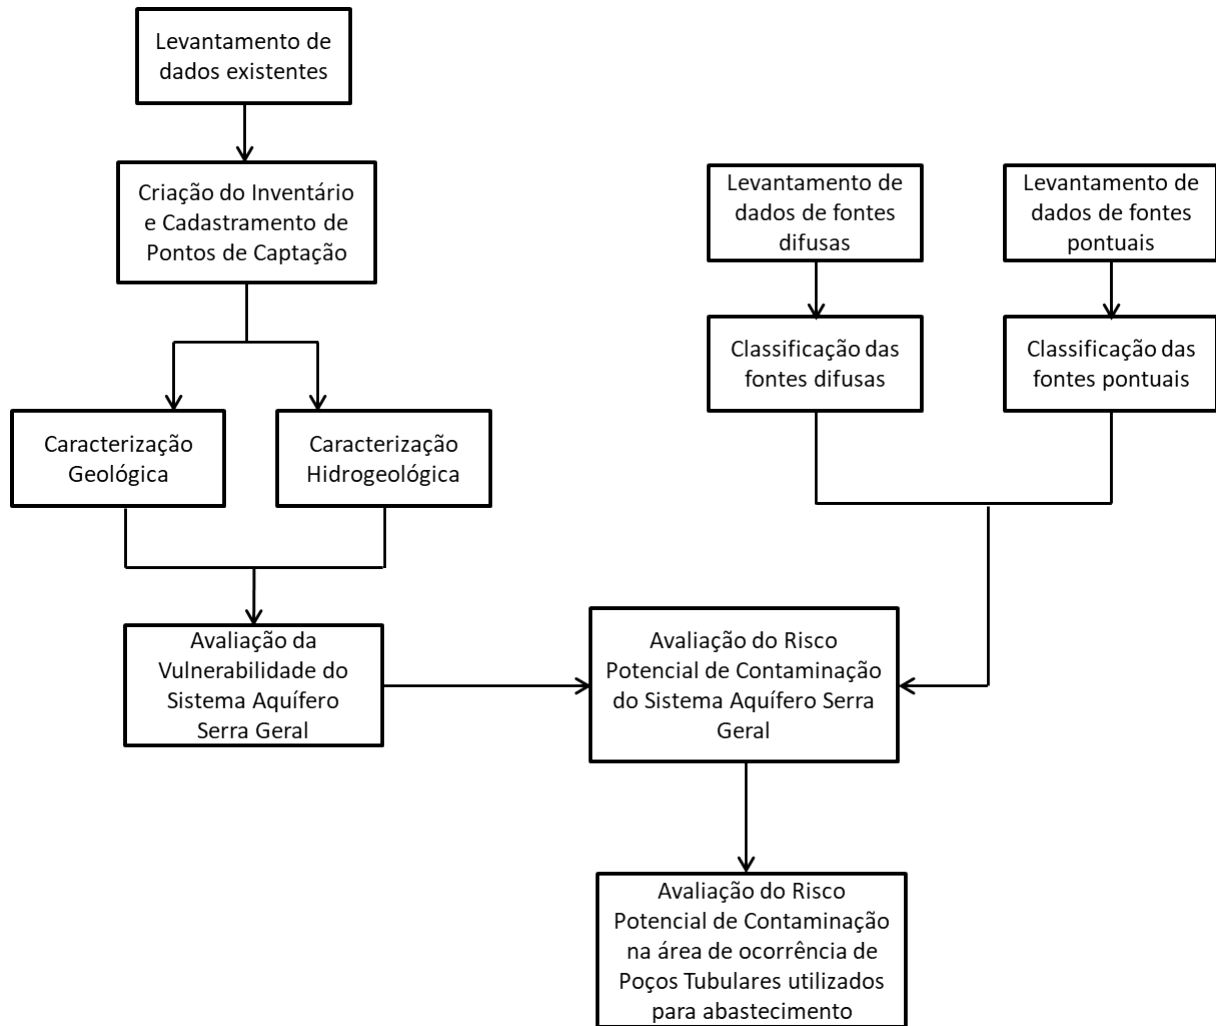 Levantamento de
dados existentes
Criação do Inventário
e Cadastramento de
Pontos de Captação
Levantamento de
dados de fontes
difusas
Levantamento de
dados de fontes
pontuais
Classificação das
fontes difusas
Classificação das
fontes pontuais
Caracterização
Geológica
Caracterização
Hidrogeológica
Avaliação da
Vulnerabilidade do
Sistema Aquífero
Serra Geral
Avaliação do Risco
Potencial de Contaminação
do Sistema Aquífero Serra
Geral
Avaliação do Risco
Potencial de Contaminação
na área de ocorrência de
Poços Tubulares utilizados
para abastecimento